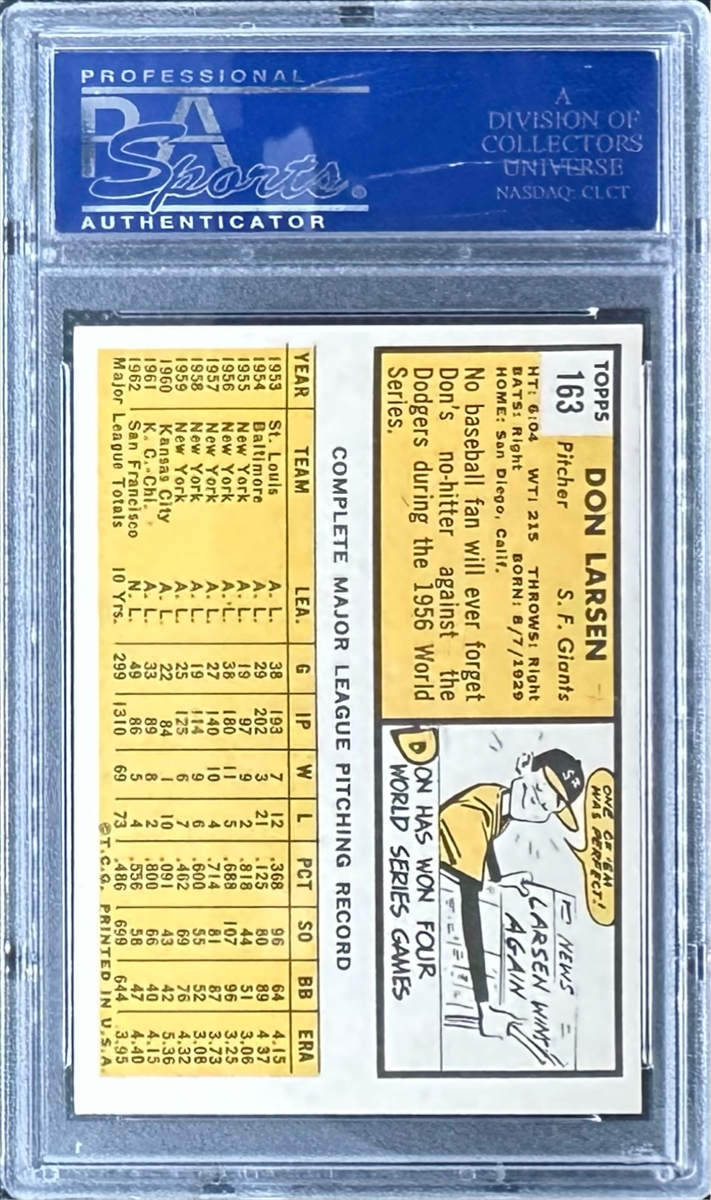 PROFESSIONAL
PSA
Sports®
AUTHENTICATOR
A
DIVISION OF
COLLECTORS
UNIVERSE
NASDAQ: CLCT
TOPPS
163
DON LARSEN
Pitcher S. F. Giants
HT: 6:04 WT: 215 THROWS: Right
BATS: Right BORN: 8/7/1929
HOME: San Diego, Calif.
No baseball fan will ever forget
Don's no-hitter against the
Dodgers during the 1956 World
Series.
ONE OF 'EM
WAS PERFECT!
SF
NEWS
LARSEN WINS
AGAIN
DON HAS WON FOUR
WORLD SERIES GAMES
COMPLETE MAJOR LEAGUE PITCHING RECORD
YEAR TEAM LEA. G IP W L PCT SO BB ERA
1953 St. Louis A. L. 38 193 7 12 .368 96 64 4.15
1954 Baltimore A. L. 29 202 3 21 .125 80 89 4.37
1955 New York A. L. 19 97 9 2 .818 44 51 3.06
1956 New York A. L. 38 180 11 5 .688 107 96 3.25
1957 New York A. L. 27 140 10 4 .714 81 87 3.73
1958 New York A. L. 19 114 9 6 .600 55 52 3.08
1959 New York A. L. 25 125 6 7 .462 69 76 4.32
1960 Kansas City A. L. 22 84 1 10 .091 43 42 5.36
1961 K. C.-Chi. A. L. 33 89 8 2 .800 66 40 4.15
1962 San Francisco N. L. 49 86 5 4 .556 58 47 4.40
Major League Totals 10 Yrs. 299 1310 69 73 .486 699 644 3.95
©T.C.G. PRINTED IN U.S.A.